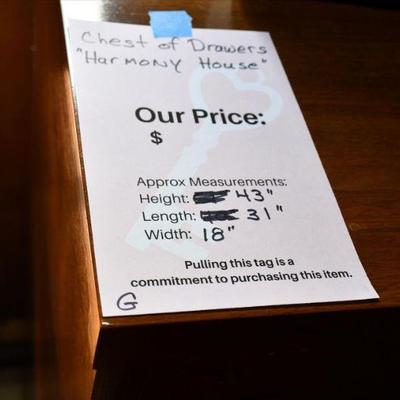 Chest of Drawers
"Harmony House"
Our Price:
$
Approx Measurements:
Height: 43"
Length: 31"
Width: 18"
Pulling this tag is a
commitment to purchasing this item.
G